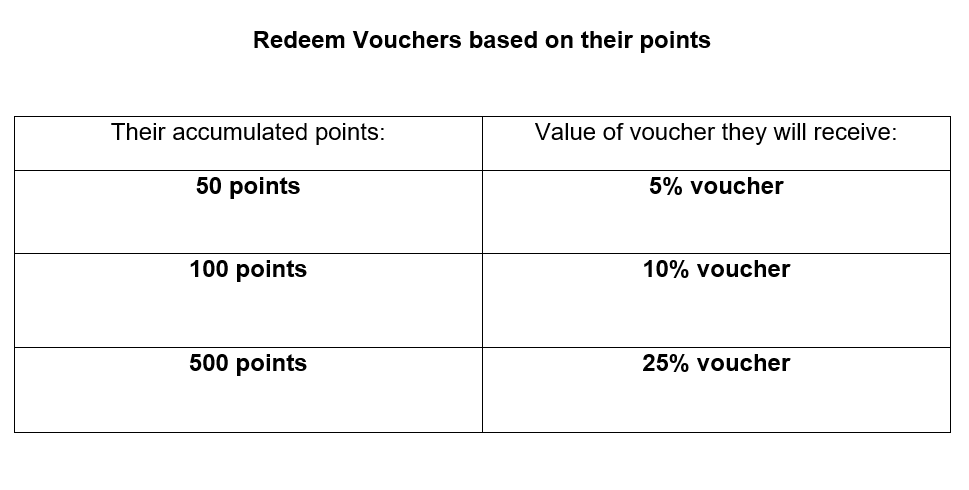 Redeem Vouchers based on their points
Their accumulated points:
Value of voucher they will receive:
50 points
5% voucher
100 points
10% voucher
500 points
25% voucher